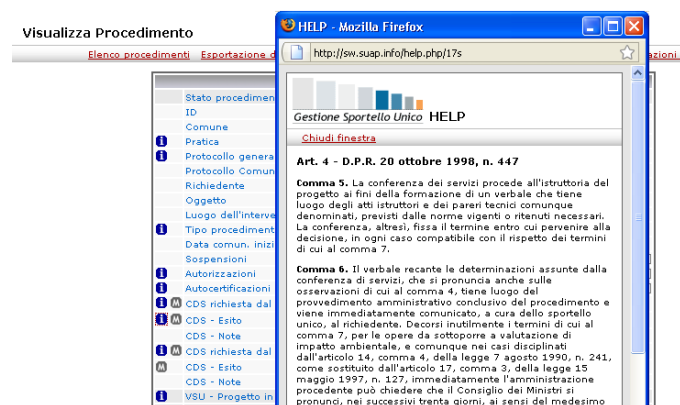 Visualizza Procedimento
Elenco procedimenti Esportazione d
azioni
Stato procedimen
ID
Comune
Pratica
Protocollo genera
Protocollo Comun
Richiedente
Oggetto
Luogo dell'interve
Tipo procediment
Data comun. inizi
Sospensioni
Autorizzazioni
Autocertificazioni
M CDS richiesta dal
M CDS - Esito
CDS - Note
M CDS richiesta dal
M CDS - Esito
CDS - Note
VSU - Progetto in
HELP - Mozilla Firefox
http://sw.suap.info/help.php/17s
Gestione Sportello Unico HELP
Chiudi finestra
Art. 4 - D.P.R. 20 ottobre 1998, n. 447
Comma 5. La conferenza dei servizi procede all'istruttoria del
progetto ai fini della formazione di un verbale che tiene
luogo degli atti istruttori e dei pareri tecnici comunque
denominati, previsti dalle norme vigenti o ritenuti necessari.
La conferenza, altresì, fissa il termine entro cui pervenire alla
decisione, in ogni caso compatibile con il rispetto dei termini
di cui al comma 7.
Comma 6. Il verbale recante le determinazioni assunte dalla
conferenza di servizi, che si pronuncia anche sulle
osservazioni di cui al comma 4, tiene luogo del
provvedimento amministrativo conclusivo del procedimento e
viene immediatamente comunicato, a cura dello sportello
unico, al richiedente. Decorsi inutilmente i termini di cui al
comma 7, per le opere da sottoporre a valutazione di
impatto ambientale, e comunque nei casi disciplinati
dall'articolo 14, comma 4, della legge 7 agosto 1990, n. 241,
come sostituito dall'articolo 17, comma 3, della legge 15
maggio 1997, n. 127, immediatamente l'amministrazione
procedente può chiedere che il Consiglio dei Ministri si
pronunci, nei successivi trenta giorni, ai sensi del medesimo